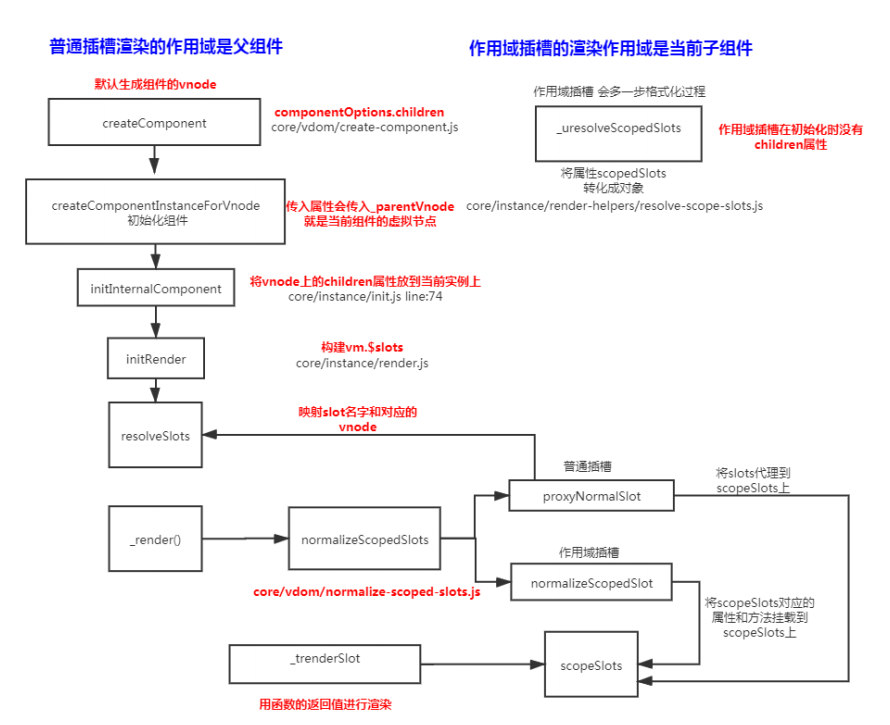 普通插槽渲染的作用域是父组件
作用域插槽的渲染作用域是当前子组件
默认生成组件的vnode
createComponent
componentOptions.children
core/vdom/create-component.js
作用域插槽 会多一步格式化过程
_uresolveScopedSlots
作用域插槽在初始化时没有
children属性
将属性scopedSlots
转化成对象
core/instance/render-helpers/resolve-scope-slots.js
createComponentInstanceForVnode
初始化组件
传入属性会传入_parentVnode
就是当前组件的虚拟节点
initInternalComponent
将vnode上的children属性放到当前实例上
core/instance/init.js line:74
initRender
构建vm.$slots
core/instance/render.js
resolveSlots
映射slot名字和对应的
vnode
普通插槽
proxyNormalSlot
将slots代理到
scopeSlots上
_render()
normalizeScopedSlots
core/vdom/normalize-scoped-slots.js
作用域插槽
normalizeScopedSlot
将scopeSlots对应的
属性和方法挂载到
scopeSlots上
_trenderSlot
scopeSlots
用函数的返回值进行渲染